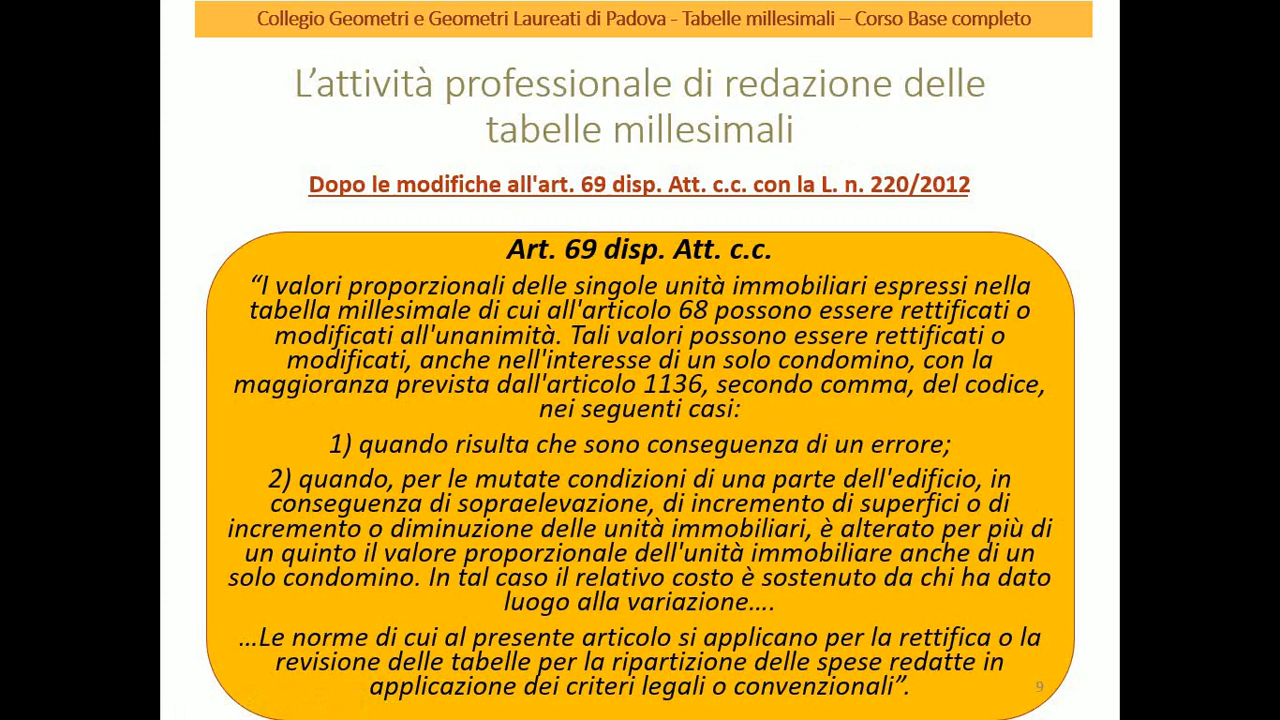 Collegio Geometri e Geometri Laureati di Padova - Tabelle millesimali – Corso Base completo
L'attività professionale di redazione delle
tabelle millesimali
Dopo le modifiche all'art. 69 disp. Att. c.c. con la L. n. 220/2012
Art. 69 disp. Att. c.c.
“I valori proporzionali delle singole unità immobiliari espressi nella
tabella millesimale di cui all'articolo 68 possono essere rettificati o
modificati all'unanimità. Tali valori possono essere rettificati o
modificati, anche nell'interesse di un solo condomino, con la
maggioranza prevista dall'articolo 1136, secondo comma, del codice,
nei seguenti casi:
1) quando risulta che sono conseguenza di un errore;
2) quando, per le mutate condizioni di una parte dell'edificio, in
conseguenza di sopraelevazione, di incremento di superfici o di
incremento o diminuzione delle unità immobiliari, è alterato per più di
un quinto il valore proporzionale dell'unità immobiliare anche di un
solo condomino. In tal caso il relativo costo è sostenuto da chi ha dato
luogo alla variazione….
…Le norme di cui al presente articolo si applicano per la rettifica o la
revisione delle tabelle per la ripartizione delle spese redatte in
applicazione dei criteri legali o convenzionali”.
9